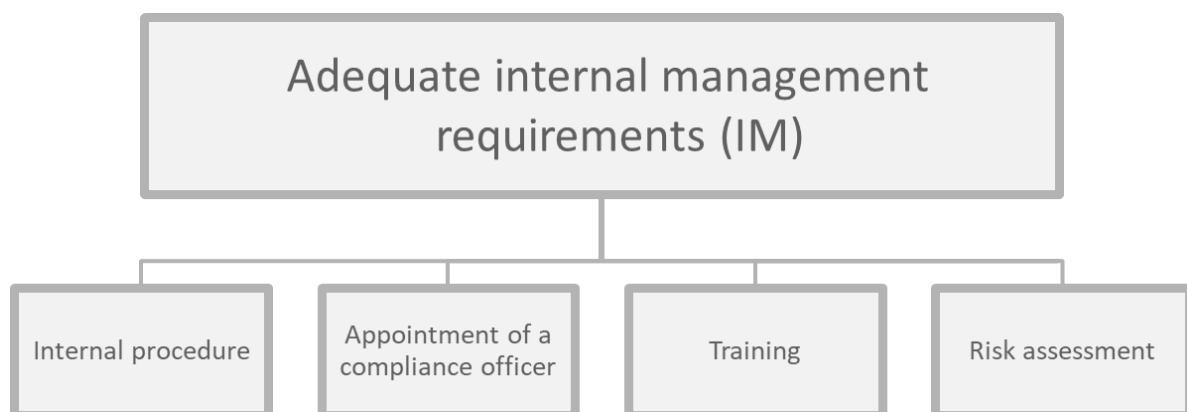 Adequate internal management
requirements (IM)
Internal procedure
Appointment of a
compliance officer
Training
Risk assessment